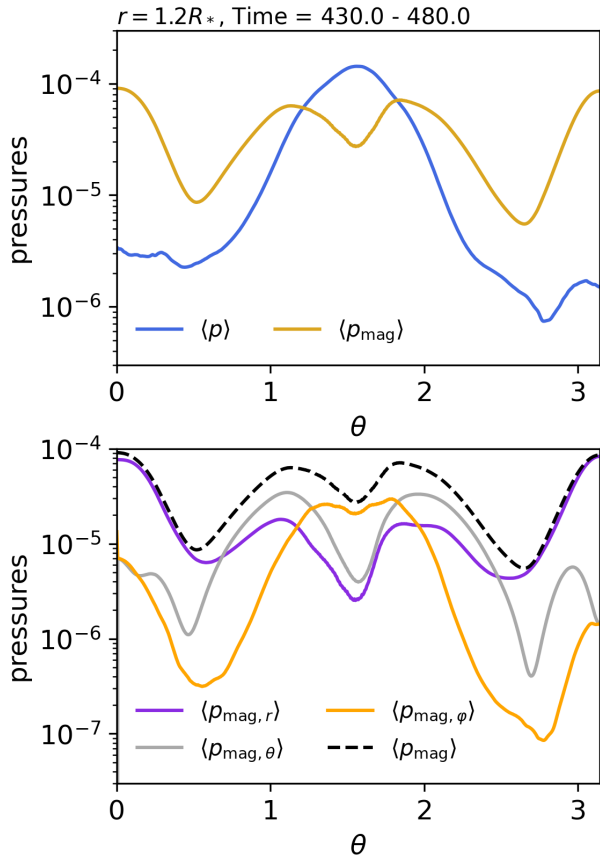 r = 1.2R*, Time = 430.0 - 480.0
10⁻⁴
10⁻⁵
10⁻⁶
pressures
⟨p⟩
⟨p_mag⟩
0 1 2 3
θ
10⁻⁴
10⁻⁵
10⁻⁶
10⁻⁷
pressures
⟨p_mag, r⟩ ⟨p_mag, φ⟩
⟨p_mag, θ⟩ ⟨p_mag⟩
0 1 2 3
θ